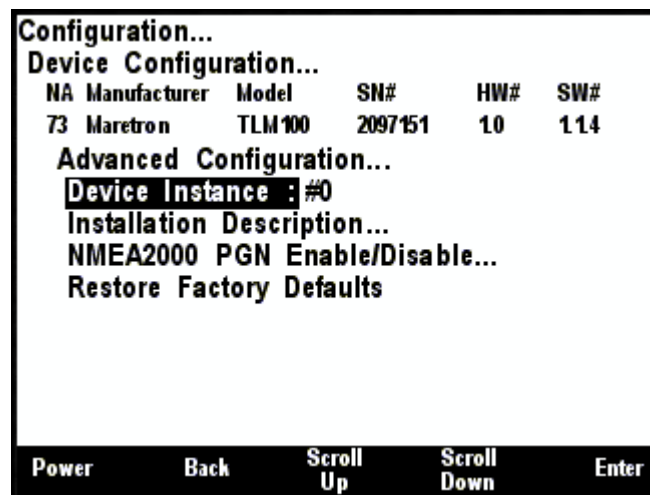 Configuration...
Device Configuration...
NA Manufacturer Model SN# HW# SW#
73 Maretron TLM100 2097151 1.0 1.1.4
Advanced Configuration...
Device Instance : #0
Installation Description...
NMEA2000 PGN Enable/Disable...
Restore Factory Defaults
Power Back Scroll Up Scroll Down Enter